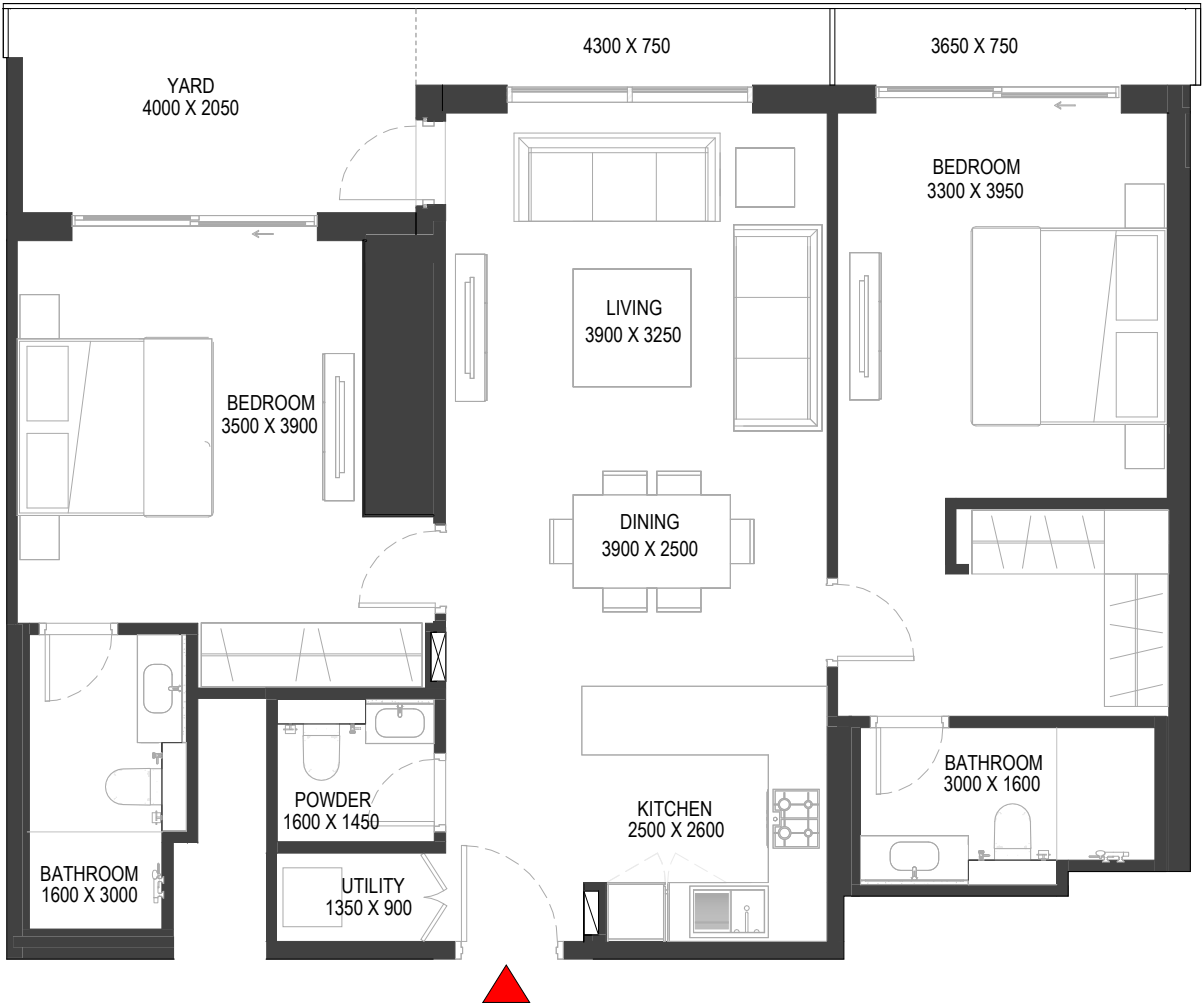 4300 X 750
3650 X 750
YARD
4000 X 2050
BEDROOM
3300 X 3950
LIVING
3900 X 3250
BEDROOM
3500 X 3900
DINING
3900 X 2500
BATHROOM
3000 X 1600
POWDER
1600 X 1450
KITCHEN
2500 X 2600
BATHROOM
1600 X 3000
UTILITY
1350 X 900